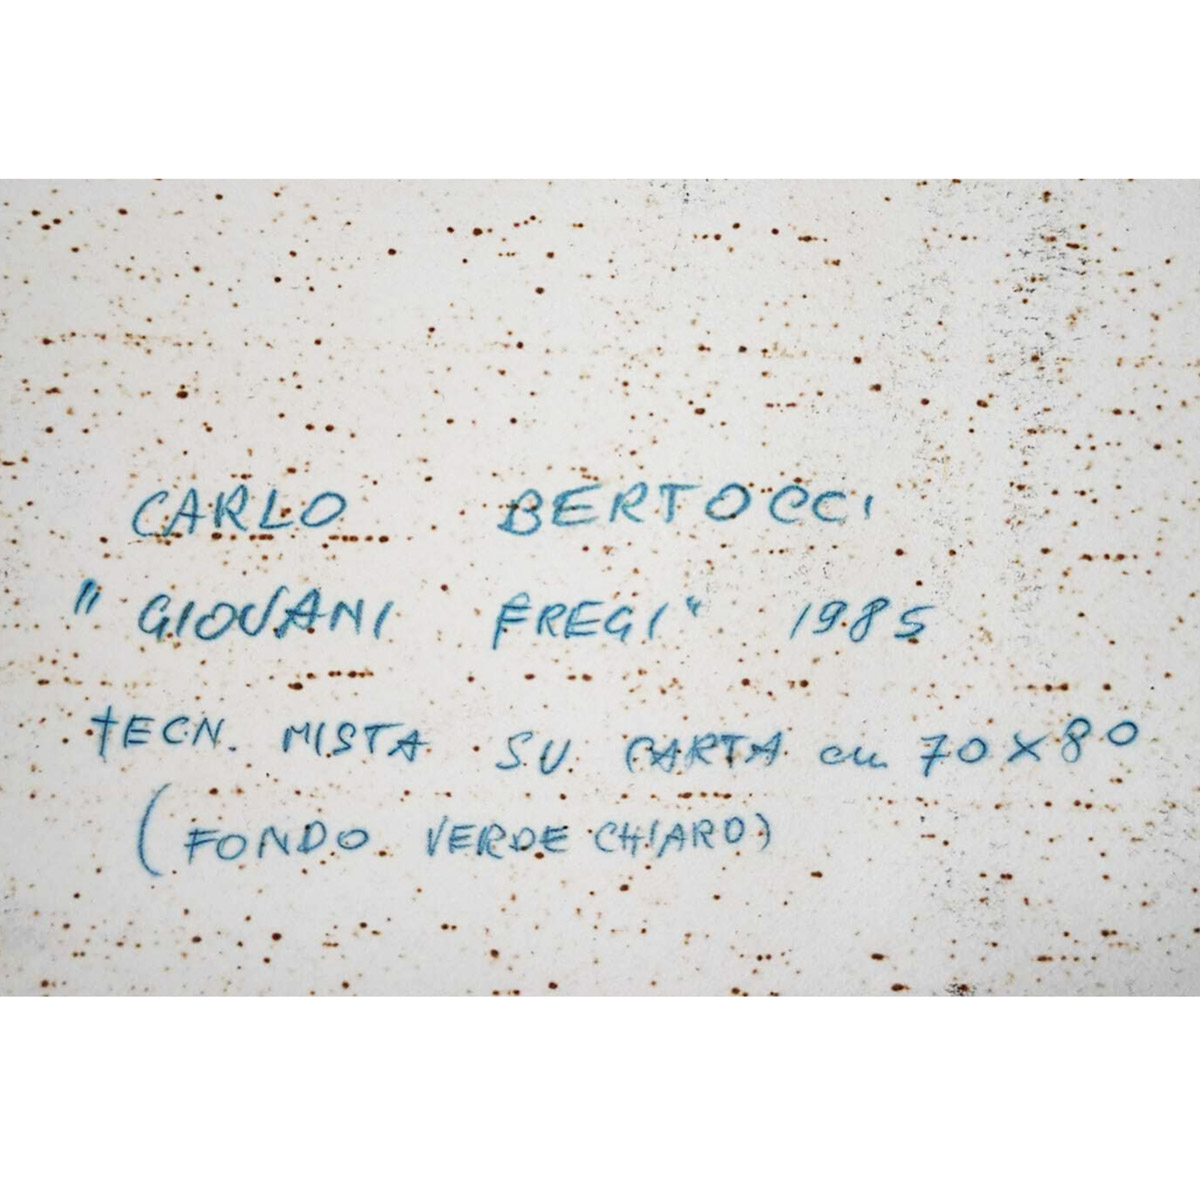 CARLO BERTOCCI
" GIOVANI FREGI " 1985
TECN. MISTA SU CARTA cm 70 X 80
( FONDO VERDE CHIARO )